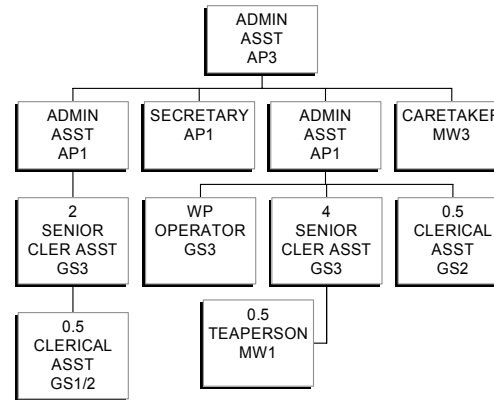 ADMIN
ASST
AP3
ADMIN
ASST
AP1
SECRETARY
AP1
ADMIN
ASST
AP1
CARETAKER
MW3
2
SENIOR
CLER ASST
GS3
WP
OPERATOR
GS3
4
SENIOR
CLER ASST
GS3
0.5
CLERICAL
ASST
GS2
0.5
CLERICAL
ASST
GS1/2
0.5
TEAPERSON
MW1